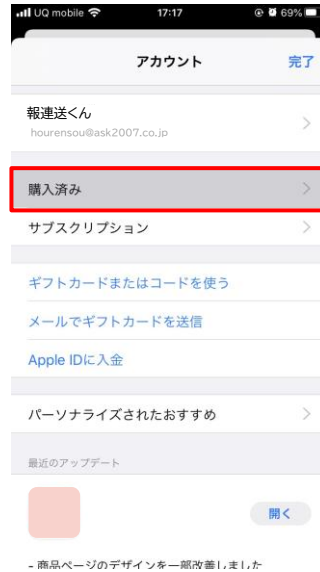 UQ mobile 17:17 69%
アカウント 完了
報連送くん
hourensou@ask2007.co.jp
購入済み
サブスクリプション
ギフトカードまたはコードを使う
メールでギフトカードを送信
Apple IDに入金
パーソナライズされたおすすめ
最近のアップデート
開く
- 商品ページのデザインを一部改善しました